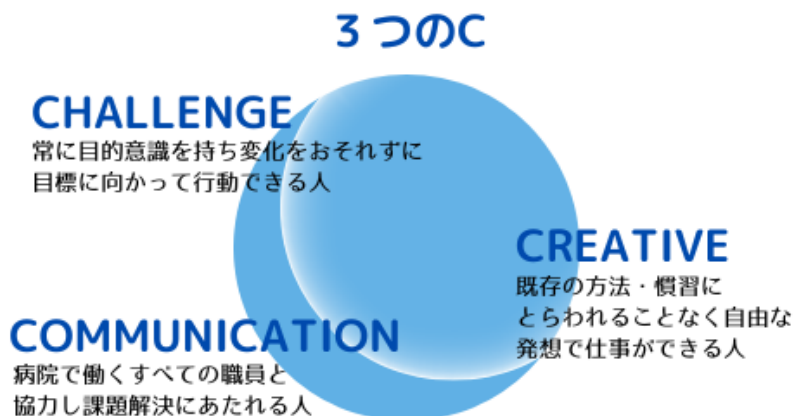 3つのC
CHALLENGE
常に目的意識を持ち変化をおそれずに
目標に向かって行動できる人
CREATIVE
既存の方法・慣習に
とらわれることなく自由な
発想で仕事ができる人
COMMUNICATION
病院で働くすべての職員と
協力し課題解決にあたれる人